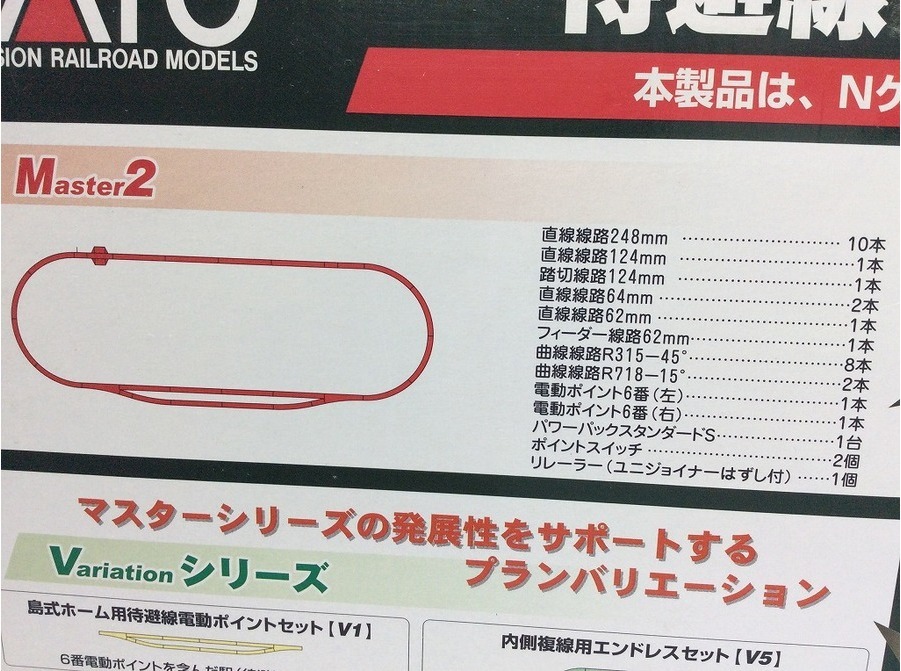 SION RAILROAD MODELS
待避線
本製品は、Nケ
Master2
直線線路248mm ………………………… 10本
直線線路124mm ………………………… 1本
踏切線路124mm ………………………… 1本
直線線路64mm ………………………… 2本
直線線路62mm ………………………… 1本
フィーダー線路62mm……………………… 1本
曲線線路R315－45°……………………… 8本
曲線線路R718－15°……………………… 2本
電動ポイント6番（左）…………………… 1本
電動ポイント6番（右）…………………… 1本
パワーパックスタンダードS………………… 1台
ポイントスイッチ ………………………… 2個
リレーラー（ユニジョイナーはずし付）……1個
マスターシリーズの発展性をサポートする
Variation シリーズ プランバリエーション
島式ホーム用待避線電動ポイントセット【V1】
6番電動ポイントを含んだ駅
内側複線用エンドレスセット【V5】